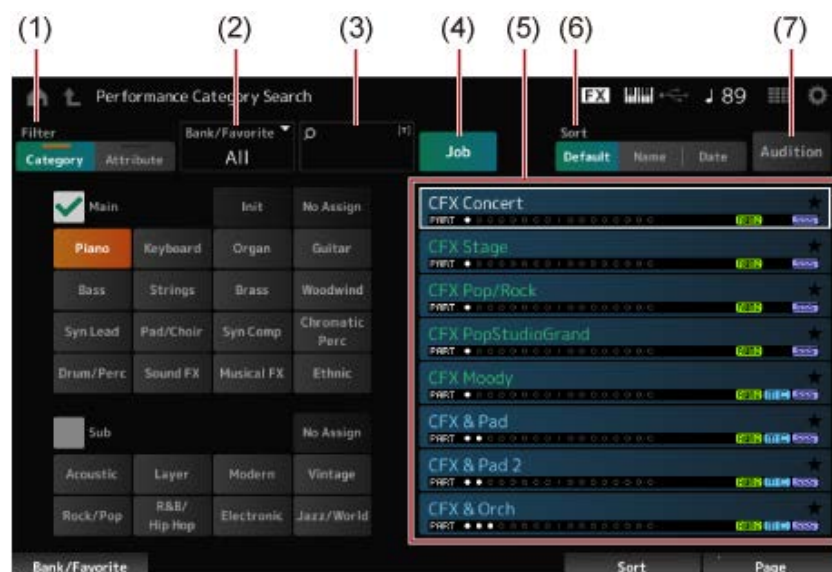 (1) (2) (3) (4) (5) (6) (7)
Performance Category Search FX ♩ 89
Filter Bank/Favorite Sort
Category Attribute All [T] Job Default Name Date Audition
Main Init No Assign
Piano Keyboard Organ Guitar
Bass Strings Brass Woodwind
Syn Lead Pad/Choir Syn Comp Chromatic Perc
Drum/Perc Sound FX Musical FX Ethnic
Sub No Assign
Acoustic Layer Modern Vintage
Rock/Pop R&B/ Hip Hop Electronic Jazz/World
CFX Concert
PART
CFX Stage
PART
CFX Pop/Rock
PART
CFX PopStudioGrand
PART
CFX Moody
PART
CFX & Pad
PART
CFX & Pad 2
PART
CFX & Orch
PART
Bank/Favorite Sort Page